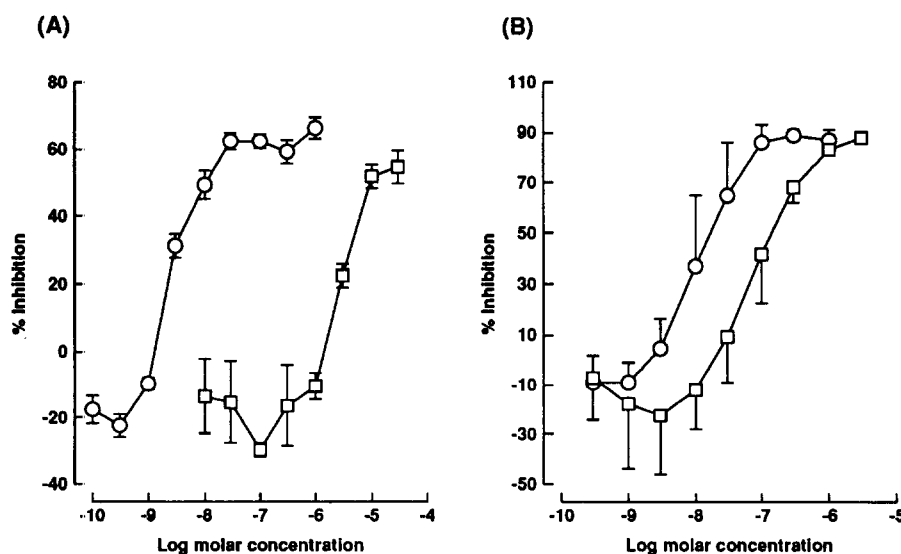 (A)
% Inhibition
80
60
40
20
0
-20
-40
-10 -9 -8 -7 -6 -5 -4
Log molar concentration
(B)
% Inhibition
110
90
70
50
30
10
-10
-30
-50
-10 -9 -8 -7 -6 -5
Log molar concentration